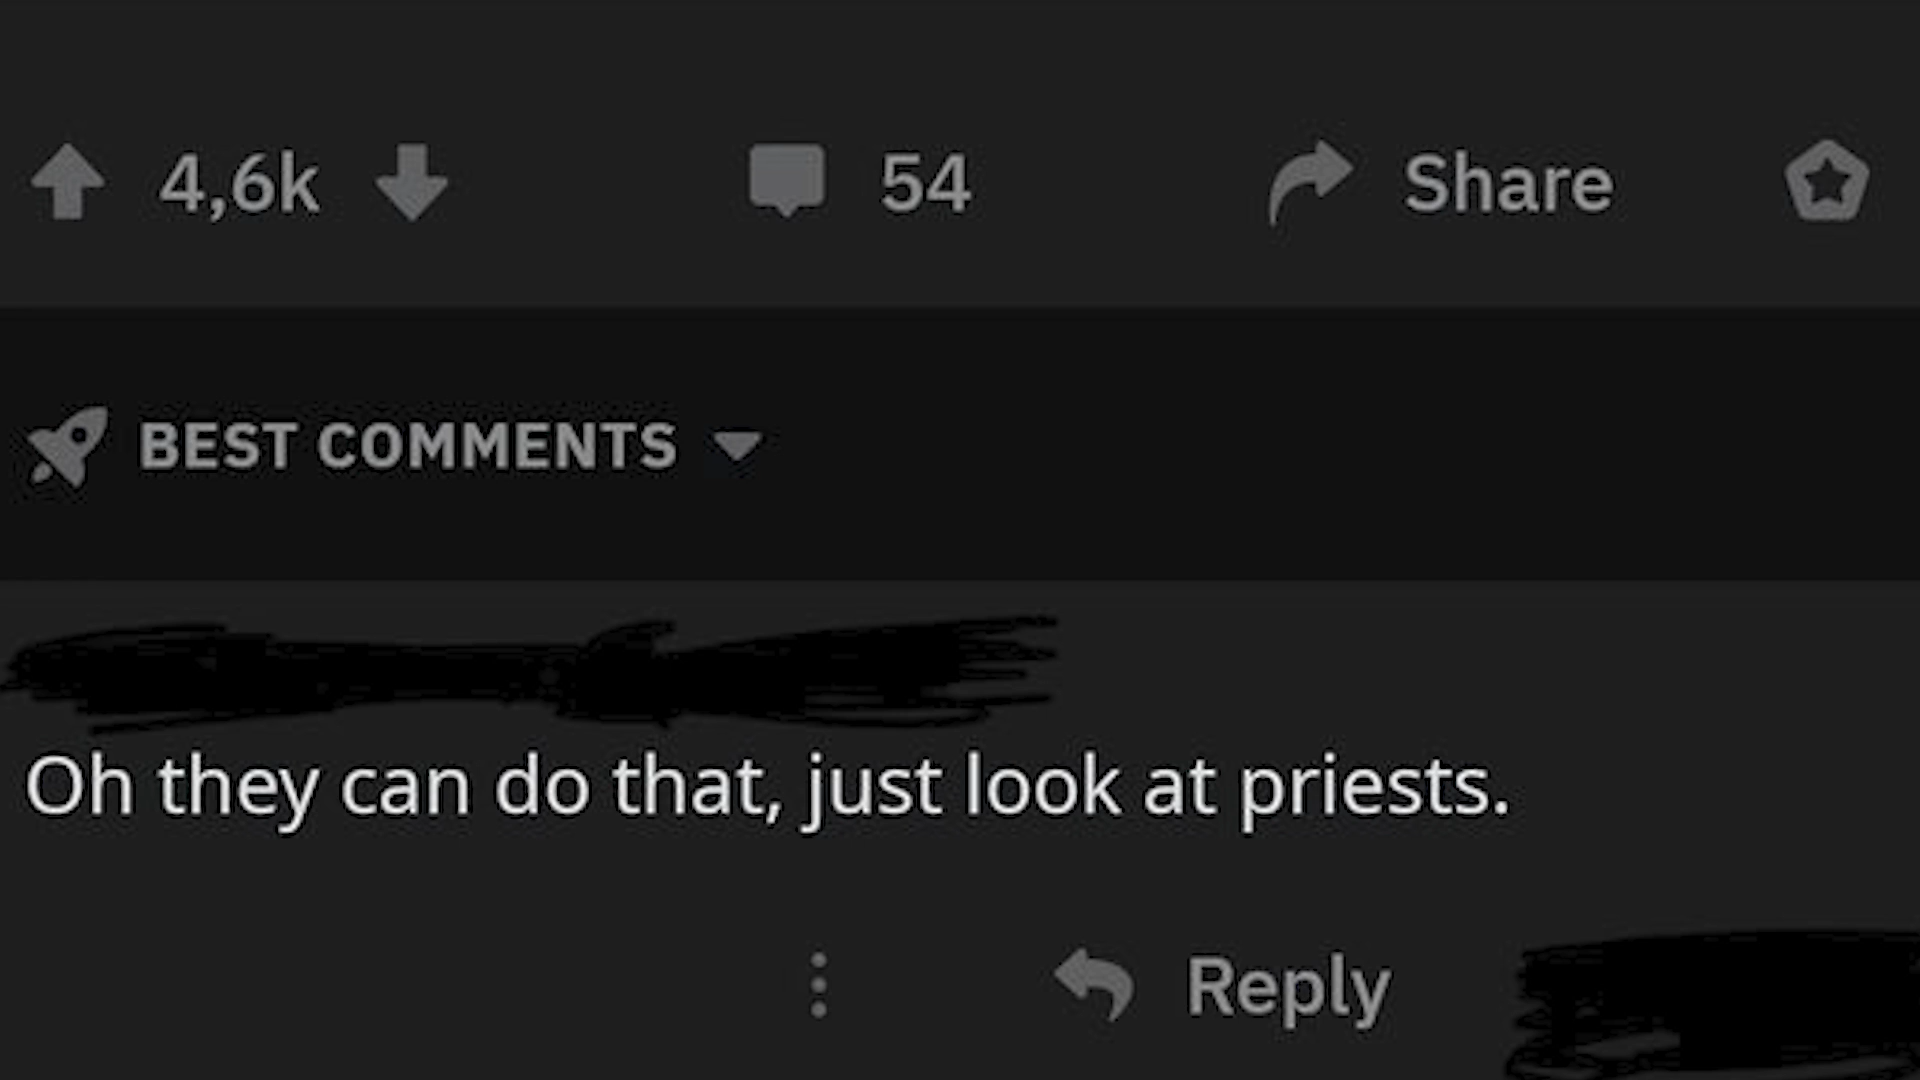 4,6k 54 Share
BEST COMMENTS
Oh they can do that, just look at priests.
Reply